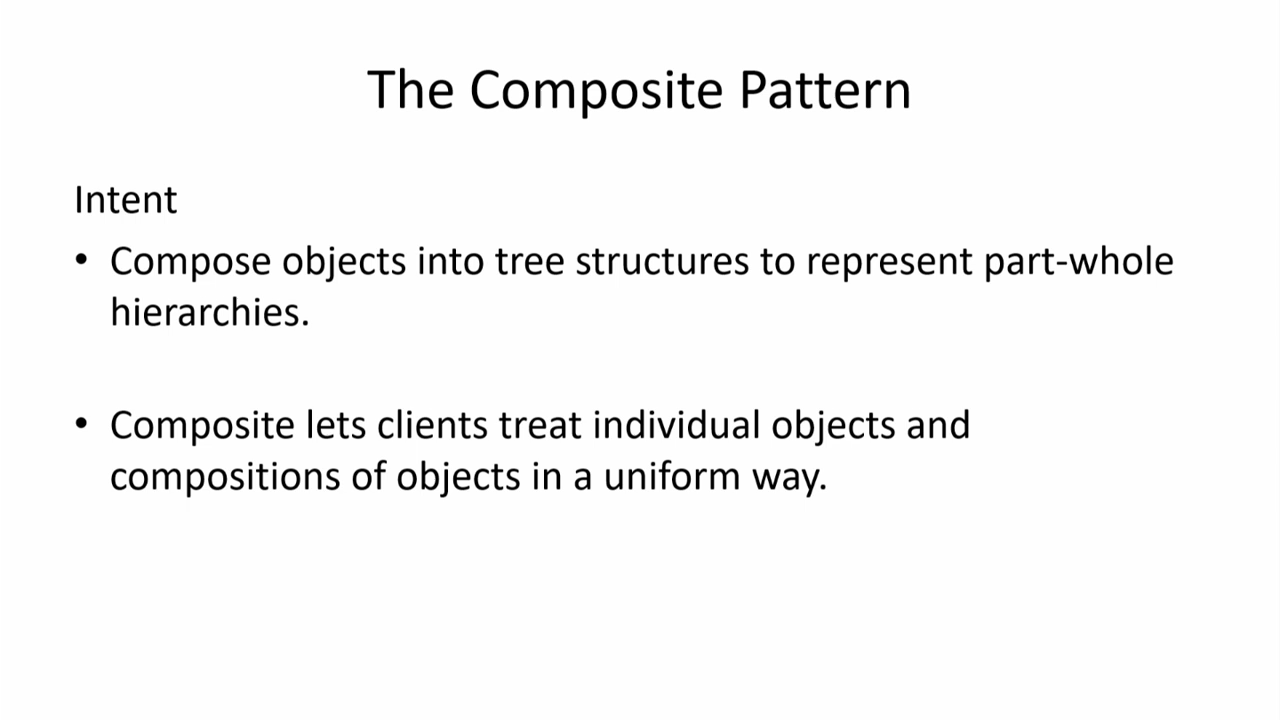 The Composite Pattern
Intent
• Compose objects into tree structures to represent part-whole
hierarchies.
• Composite lets clients treat individual objects and
compositions of objects in a uniform way.